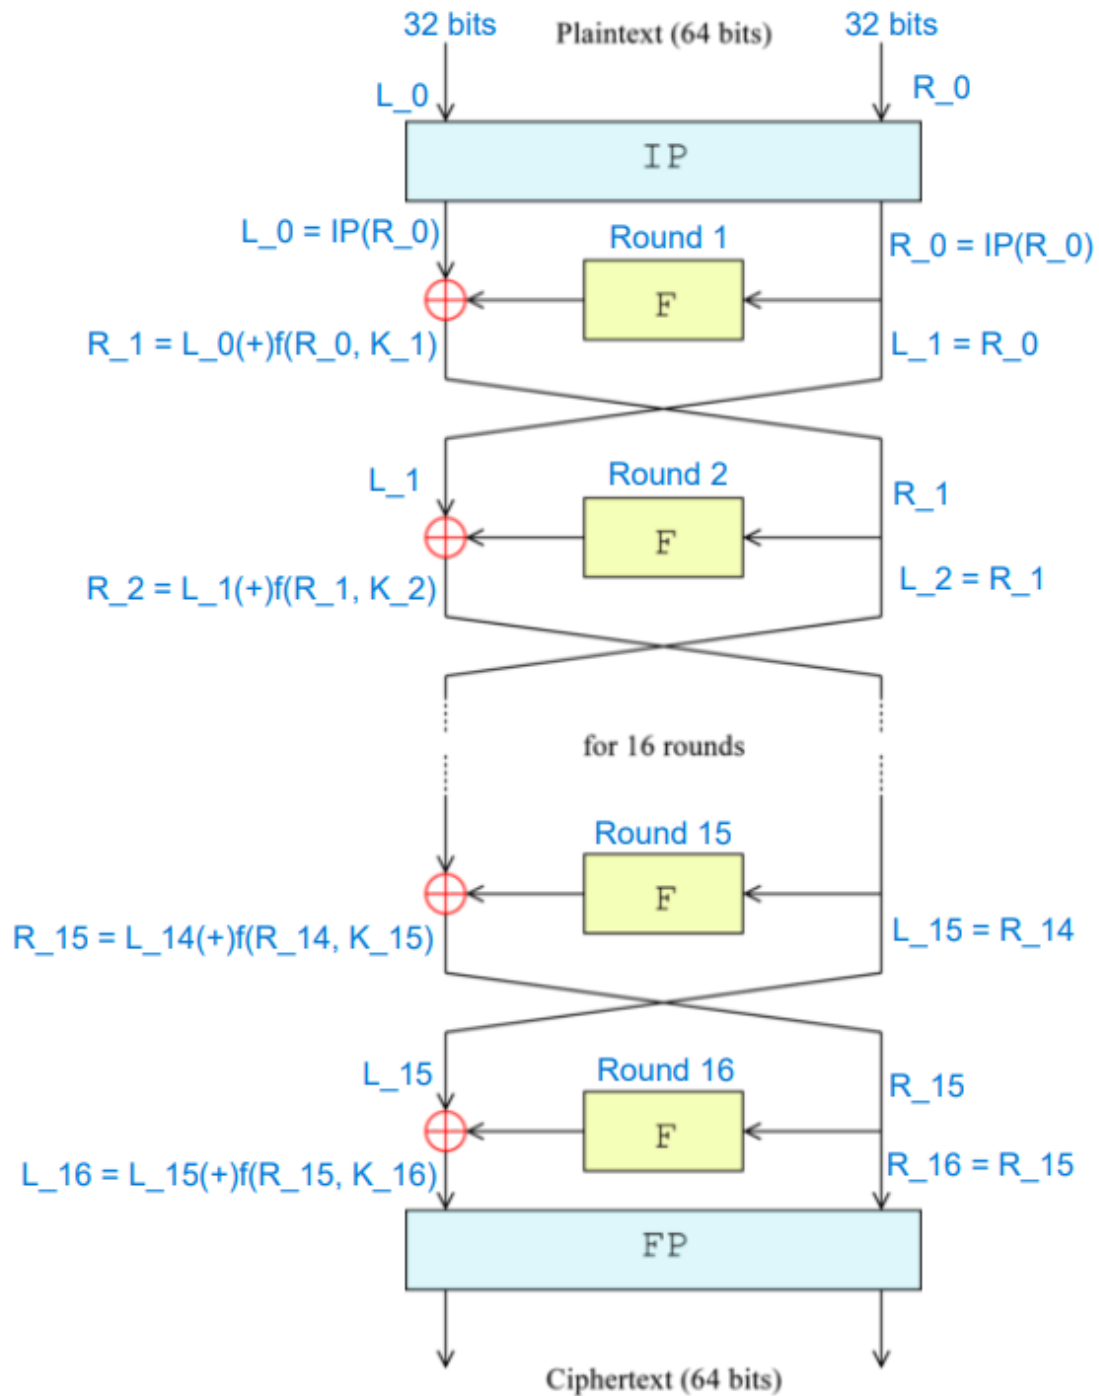 32 bits
Plaintext (64 bits)
32 bits
L_0
R_0
IP
L_0 = IP(R_0)
Round 1
R_0 = IP(R_0)
F
R_1 = L_0(+)f(R_0, K_1)
L_1 = R_0
L_1
Round 2
R_1
F
R_2 = L_1(+)f(R_1, K_2)
L_2 = R_1
for 16 rounds
Round 15
F
R_15 = L_14(+)f(R_14, K_15)
L_15 = R_14
L_15
Round 16
R_15
F
L_16 = L_15(+)f(R_15, K_16)
R_16 = R_15
FP
Ciphertext (64 bits)